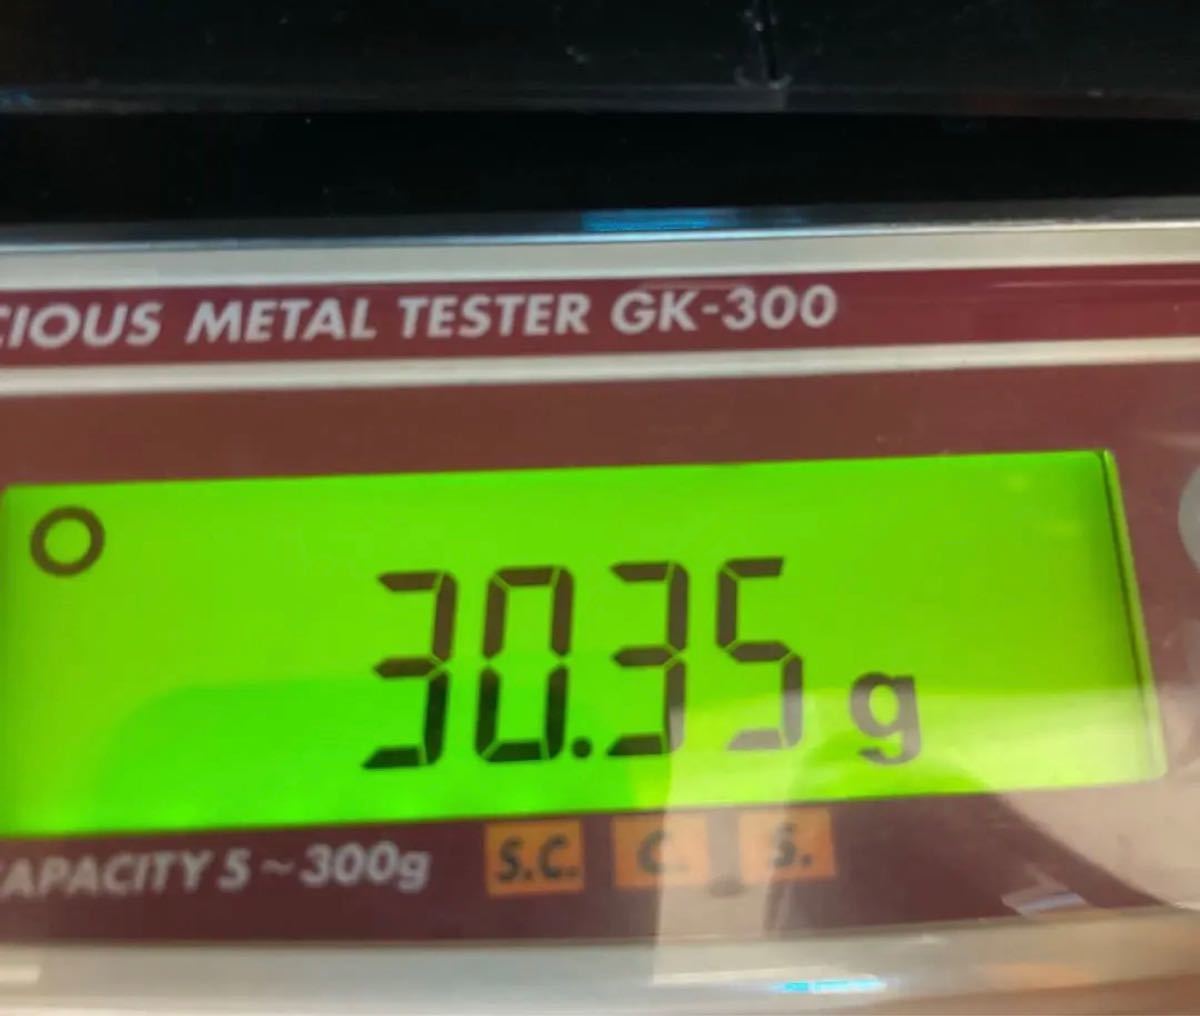 CIOUS METAL TESTER GK-300
30.35 g
CAPACITY 5~300g S.C. C. S.